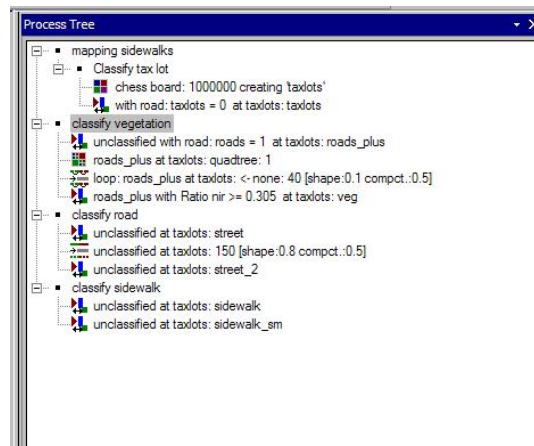 Process Tree
mapping sidewalks
Classify tax lot
chess board: 1000000 creating 'taxlots'
with road: taxlots = 0 at taxlots: taxlots
classify vegetation
unclassified with road: roads = 1 at taxlots: roads_plus
roads_plus at taxlots: quadtree: 1
loop: roads_plus at taxlots: <- none: 40 [shape:0.1 compct.:0.5]
roads_plus with Ratio nir >= 0.305 at taxlots: veg
classify road
unclassified at taxlots: street
unclassified at taxlots: 150 [shape:0.8 compct.:0.5]
unclassified at taxlots: street_2
classify sidewalk
unclassified at taxlots: sidewalk
unclassified at taxlots: sidewalk_sm